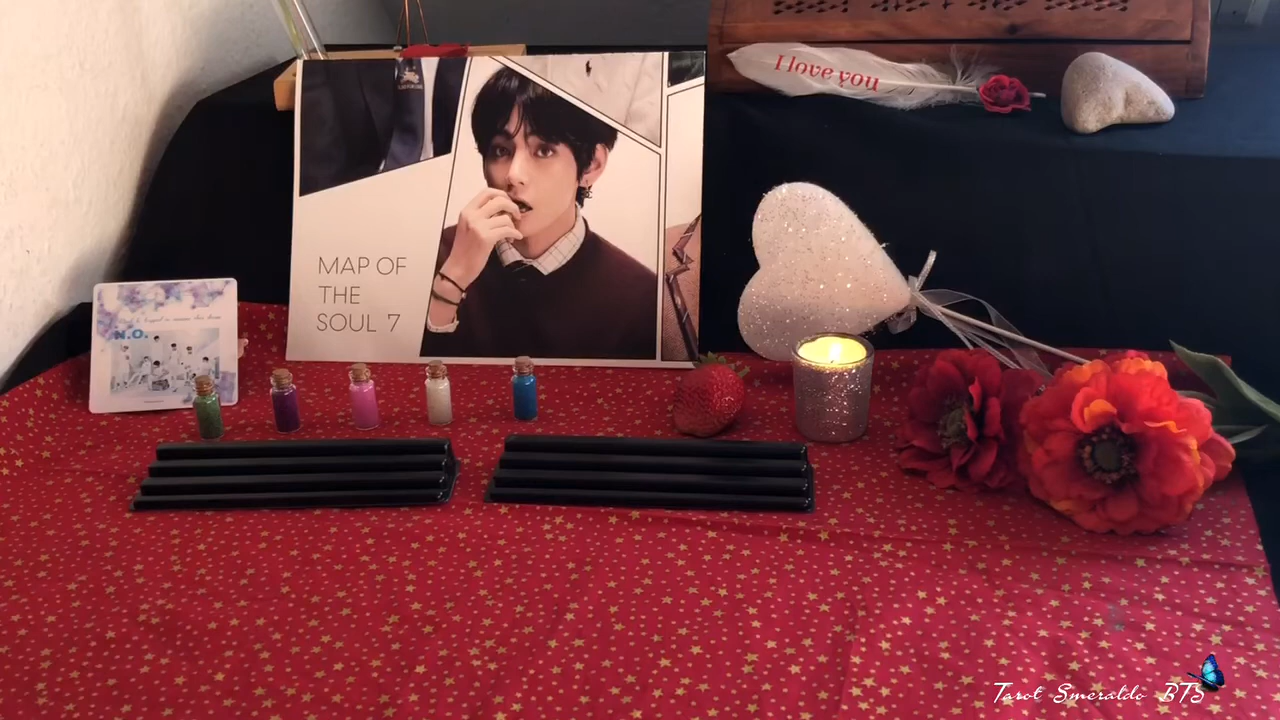 I love you
MAP OF
THE
SOUL 7
N.O.
Tarot Smeraldo BTS